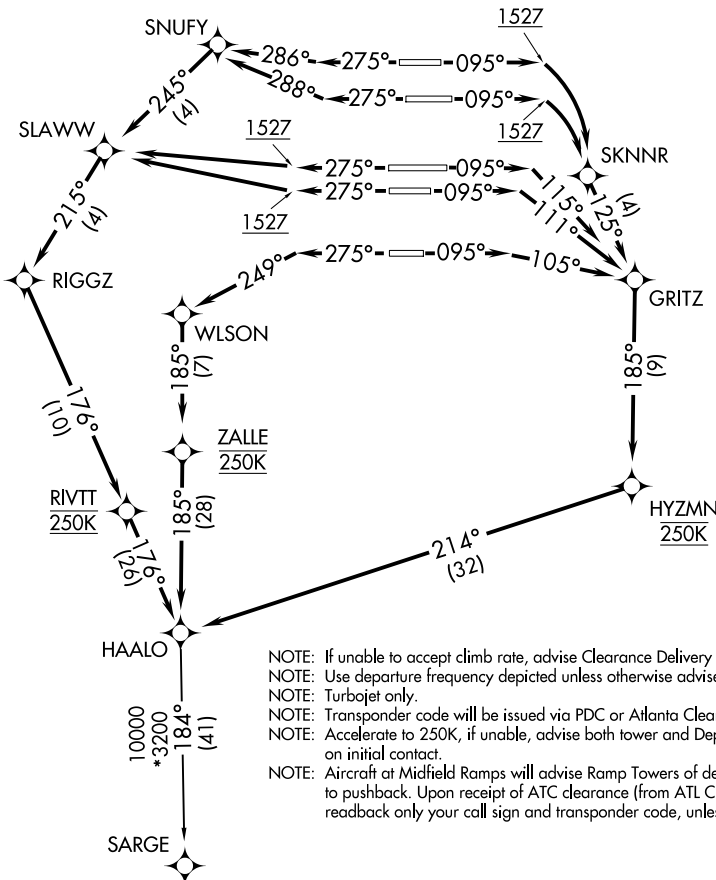 1527
SNUFY
286° 275° 095°
288° 275° 095°
245°
(4)
1527
SLAWW
1527
275° 095°
SKNNR
275° 095°
1527
115°
111°
(4)
125°
215°
(4)
249° 275° 095° 105°
RIGGZ
GRITZ
WLSON
185°
(7)
185°
(9)
176°
(10)
ZALLE
250K
RIVTT
250K
185°
(28)
HYZMN
250K
176°
(26)
214°
(32)
HAALO
NOTE: If unable to accept climb rate, advise Clearance Delivery
NOTE: Use departure frequency depicted unless otherwise advise
NOTE: Turbojet only.
NOTE: Transponder code will be issued via PDC or Atlanta Clea
NOTE: Accelerate to 250K, if unable, advise both tower and Dep
on initial contact.
NOTE: Aircraft at Midfield Ramps will advise Ramp Towers of de
to pushback. Upon receipt of ATC clearance (from ATL C
readback only your call sign and transponder code, unles
10000
*3200
184°
(41)
SARGE